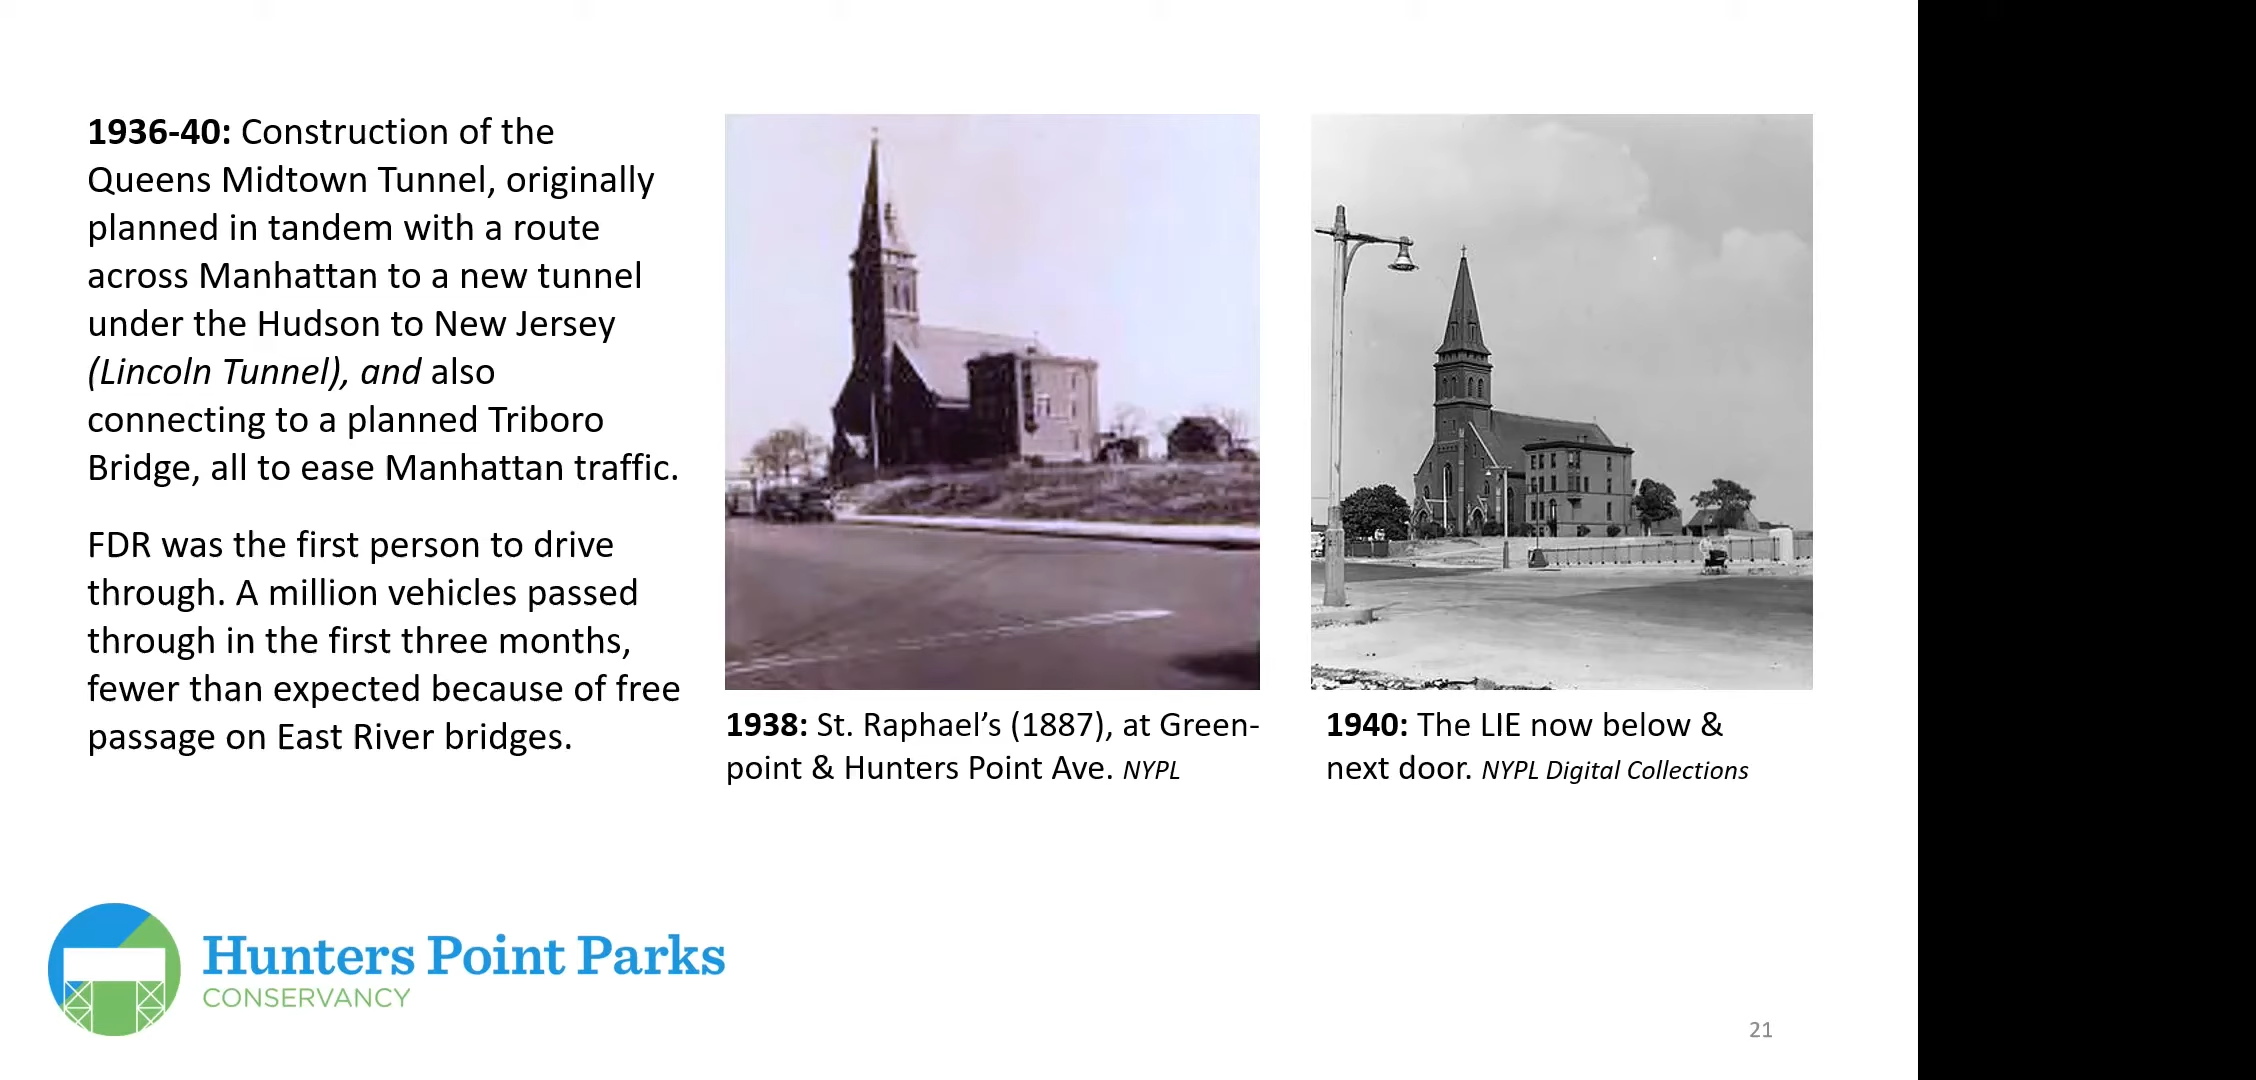 1936-40: Construction of the
Queens Midtown Tunnel, originally
planned in tandem with a route
across Manhattan to a new tunnel
under the Hudson to New Jersey
(Lincoln Tunnel), and also
connecting to a planned Triboro
Bridge, all to ease Manhattan traffic.
FDR was the first person to drive
through. A million vehicles passed
through in the first three months,
fewer than expected because of free
passage on East River bridges.
1938: St. Raphael’s (1887), at Green-
point & Hunters Point Ave. NYPL
1940: The LIE now below &
next door. NYPL Digital Collections
Hunters Point Parks
CONSERVANCY
21